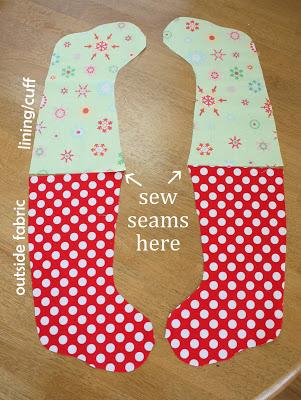 lining/cuff
outside fabric
sew
seams
here